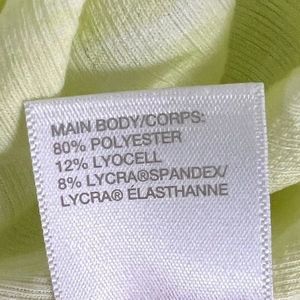 MAIN BODY/CORPS:
80% POLYESTER
12% LYOCELL
8% LYCRA®SPANDEX/
LYCRA® ÉLASTHANNE